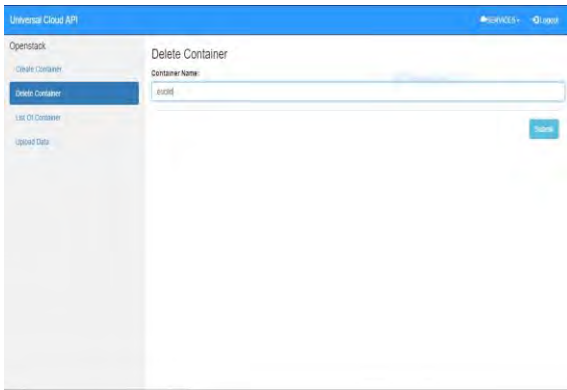 Universal Cloud API
SERVICES
Logout
Openstack
Create Container
Delete Container
List Of Container
Upload Data
Delete Container
Container Name:
Submit